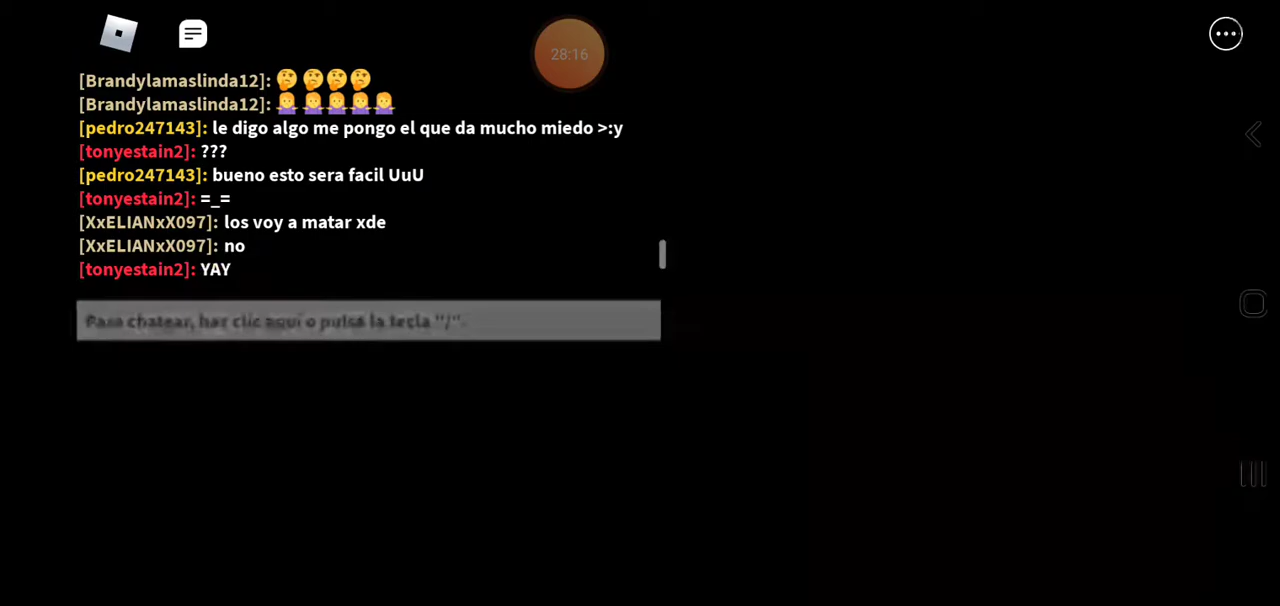 28:16
[Brandylamaslinda12]: 🤔🤔🤔🤔
[Brandylamaslinda12]: 🤷‍♀️🤷‍♀️🤷‍♀️🤷‍♀️🤷‍♀️
[pedro247143]: le digo algo me pongo el que da mucho miedo >:y
[tonyestain2]: ???
[pedro247143]: bueno esto sera facil UuU
[tonyestain2]: =_=
[XxELIANxX097]: los voy a matar xde
[XxELIANxX097]: no
[tonyestain2]: YAY
Para chatear, haz clic aquí o pulsa la tecla "/".